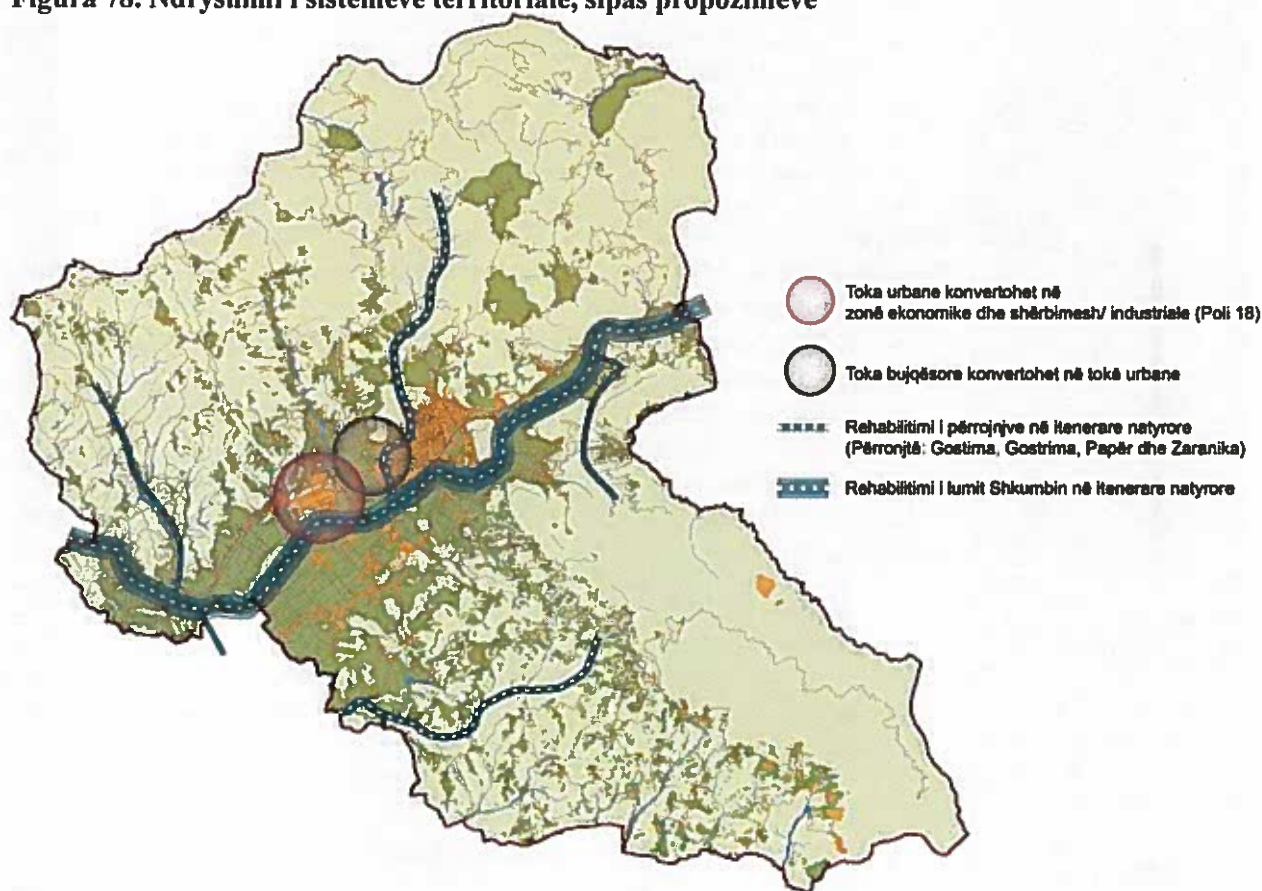 Figura 78. Ndryshimi i sistemeve territoriale, sipas propozimeve
Toka urbane konvertohet në
zonë ekonomike dhe shërbimesh/ industriale (Poli 18)
Toka bujqësore konvertohet në tokë urbane
Rehabilitimi i përrojnjve në itenerare natyrore
(Përronjtë: Gostima, Gostrima, Papër dhe Zaranika)
Rehabilitimi i lumit Shkumbin në itenerare natyrore